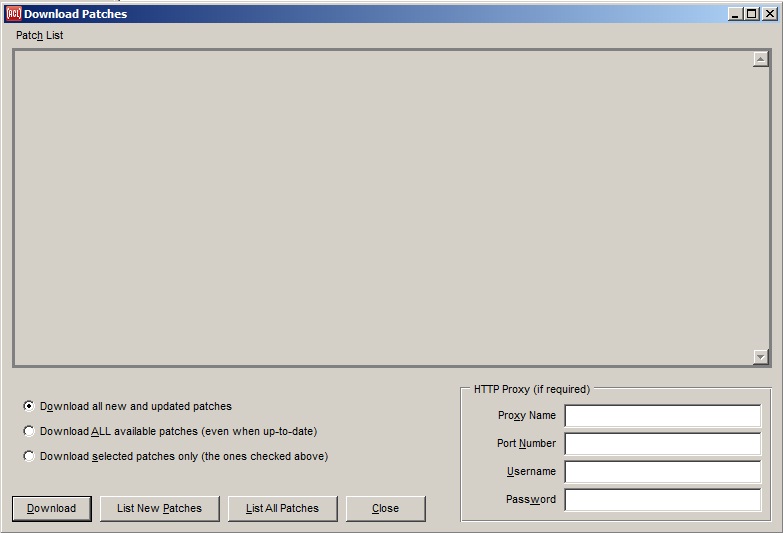 ACL Download Patches
Patch List
Download all new and updated patches
Download ALL available patches (even when up-to-date)
Download selected patches only (the ones checked above)
Download
List New Patches
List All Patches
Close
HTTP Proxy (if required)
Proxy Name
Port Number
Username
Password